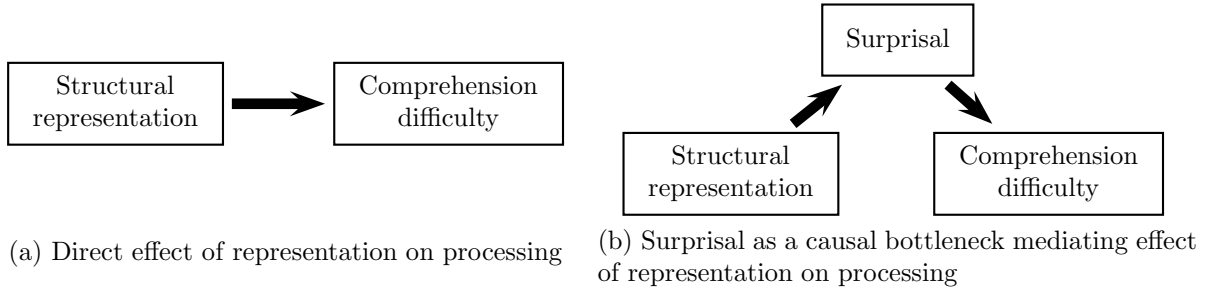 Structural
representation
Comprehension
difficulty
(a) Direct effect of representation on processing
Surprisal
Structural
representation
Comprehension
difficulty
(b) Surprisal as a causal bottleneck mediating effect
of representation on processing